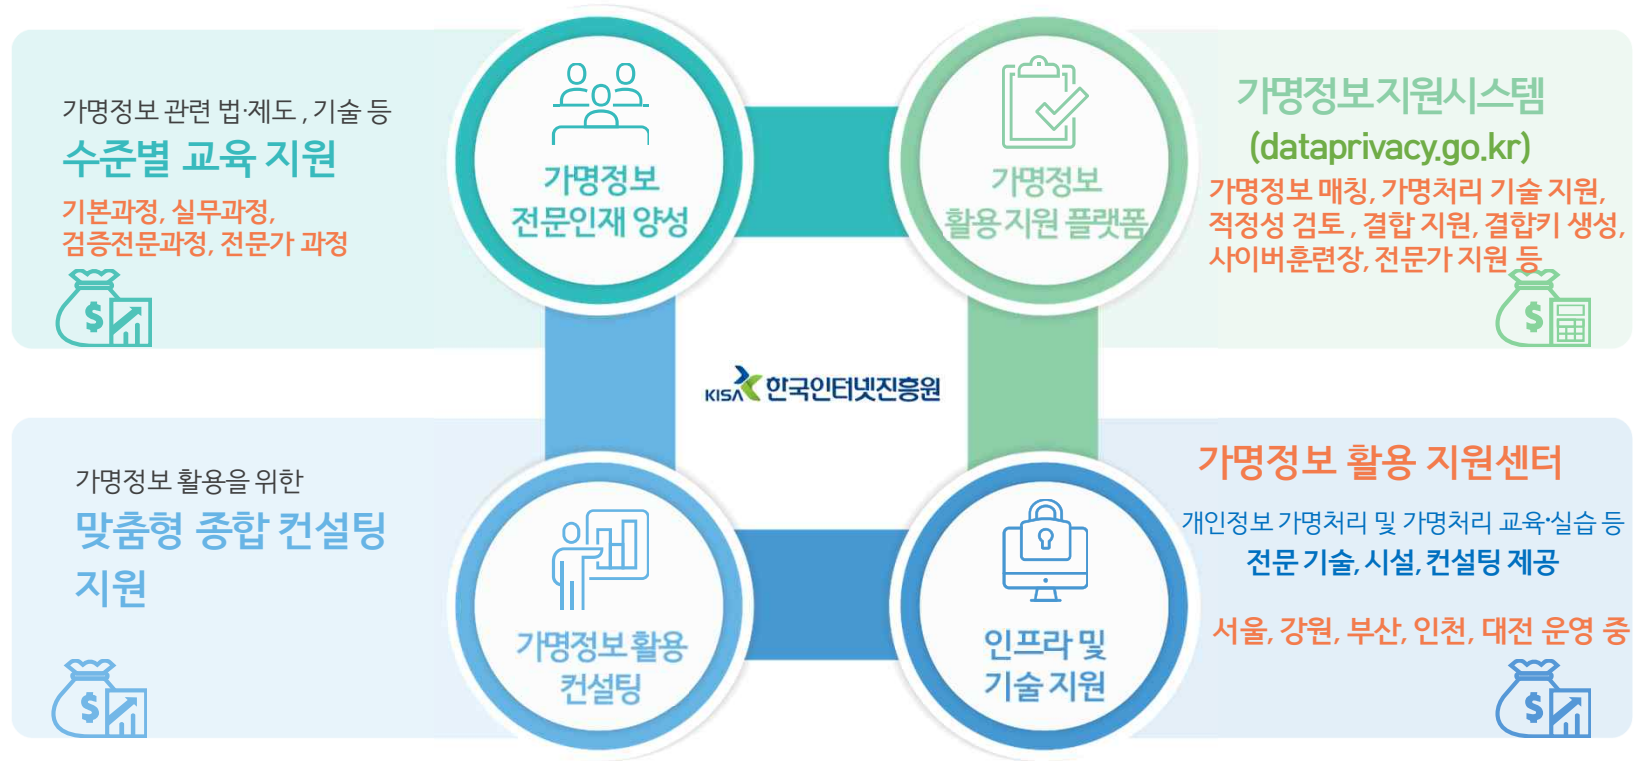 가명정보 관련 법·제도, 기술 등
수준별 교육 지원
기본과정, 실무과정,
검증전문과정, 전문가 과정
가명정보
전문인재 양성
가명정보
활용 지원 플랫폼
가명정보 지원시스템
(dataprivacy.go.kr)
가명정보 매칭, 가명처리 기술 지원,
적정성 검토, 결합 지원, 결합키 생성,
사이버훈련장, 전문가 지원 등
KISA 한국인터넷진흥원
가명정보 활용을 위한
맞춤형 종합 컨설팅
지원
가명정보 활용
컨설팅
인프라 및
기술 지원
가명정보 활용 지원센터
개인정보 가명처리 및 가명처리 교육·실습 등
전문 기술, 시설, 컨설팅 제공
서울, 강원, 부산, 인천, 대전 운영 중